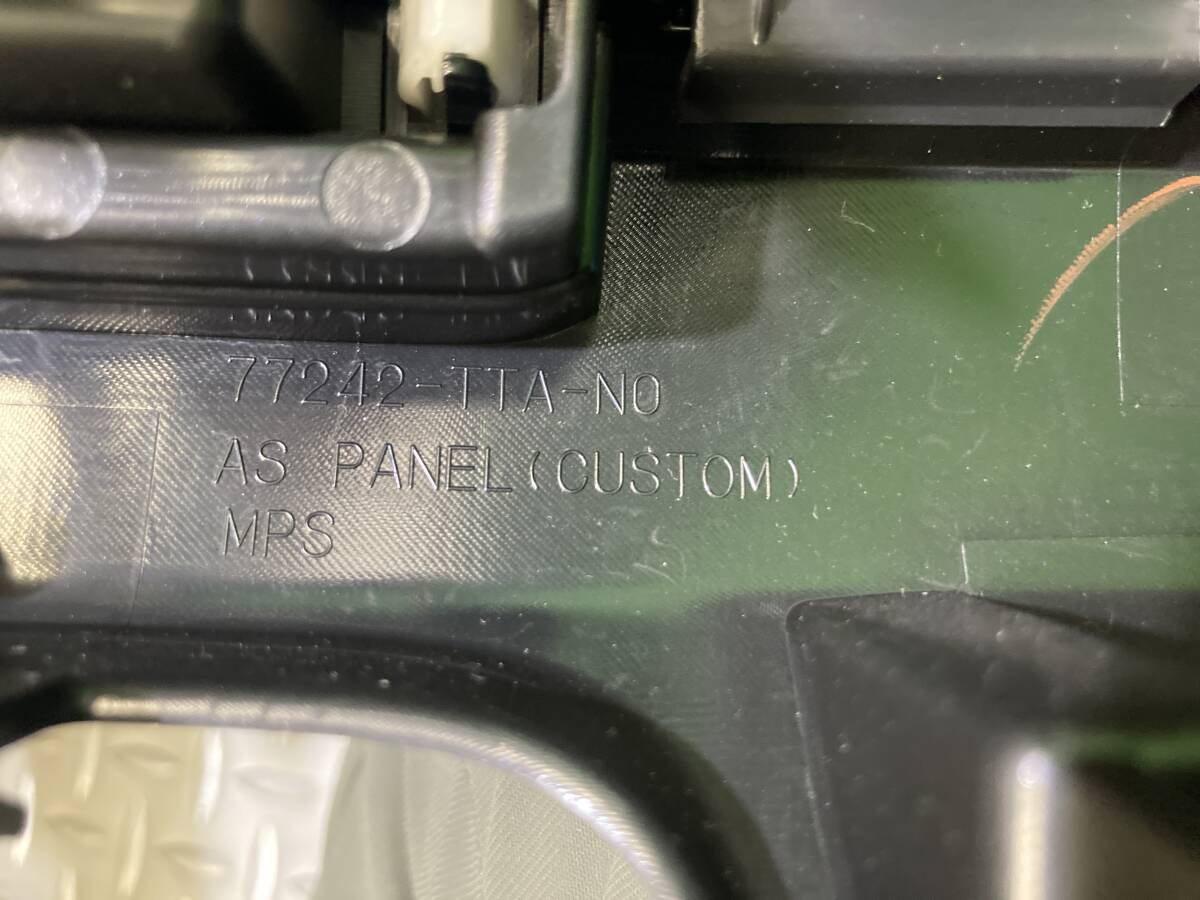 77242-TTA-N0
AS PANEL(CUSTOM)
MPS